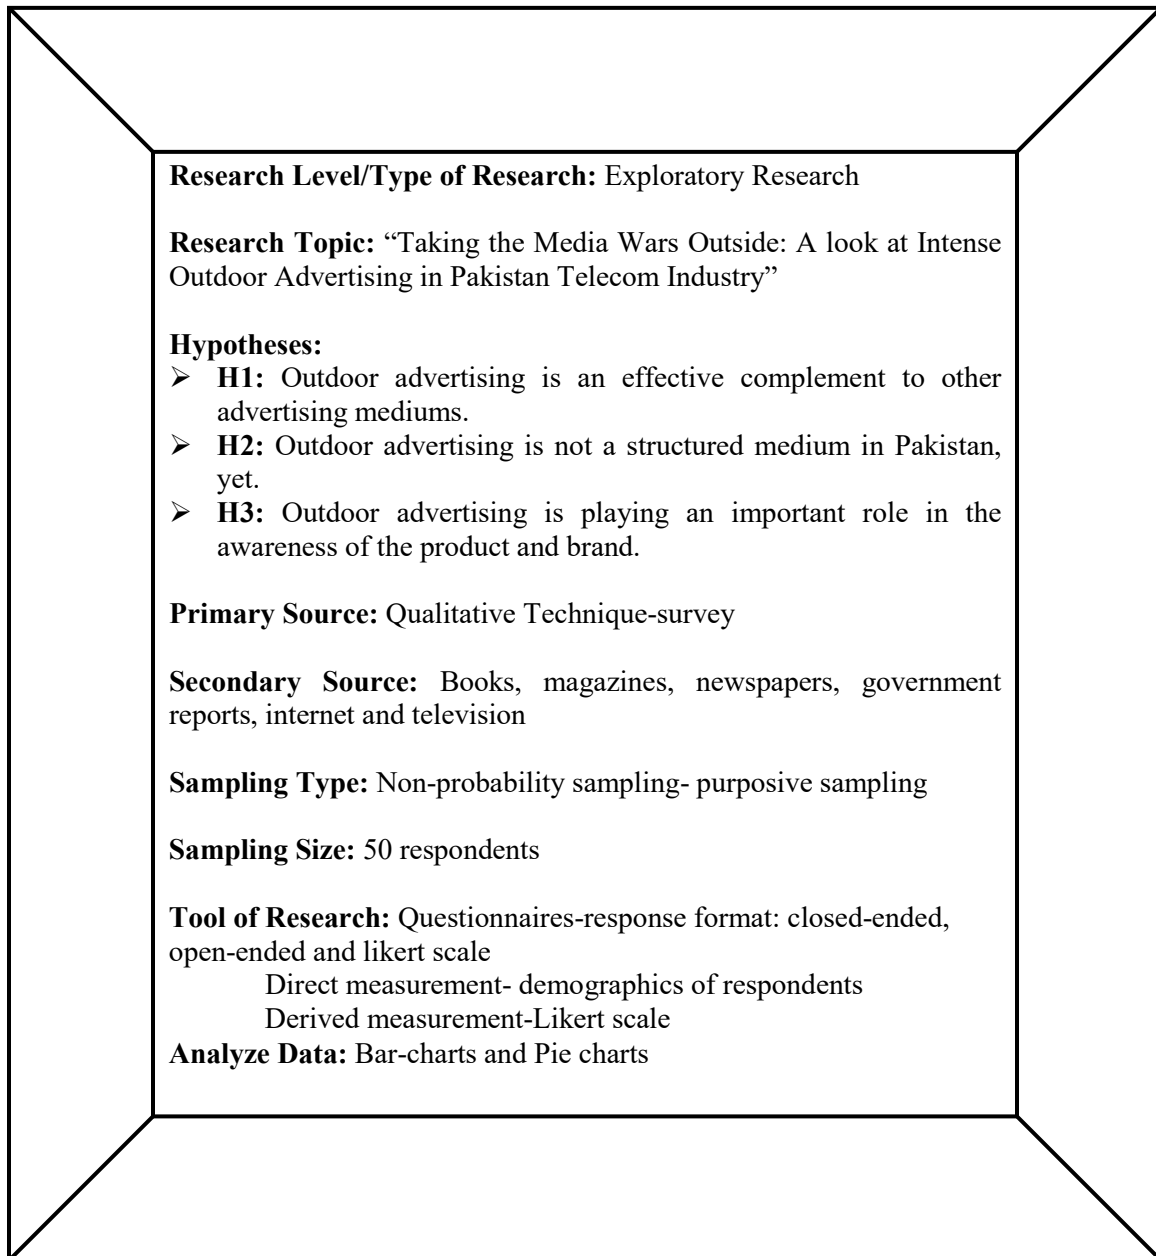 Research Level/Type of Research: Exploratory Research
Research Topic: “Taking the Media Wars Outside: A look at Intense
Outdoor Advertising in Pakistan Telecom Industry”
Hypotheses:
➢ H1: Outdoor advertising is an effective complement to other
advertising mediums.
➢ H2: Outdoor advertising is not a structured medium in Pakistan,
yet.
➢ H3: Outdoor advertising is playing an important role in the
awareness of the product and brand.
Primary Source: Qualitative Technique-survey
Secondary Source: Books, magazines, newspapers, government
reports, internet and television
Sampling Type: Non-probability sampling- purposive sampling
Sampling Size: 50 respondents
Tool of Research: Questionnaires-response format: closed-ended,
open-ended and likert scale
Direct measurement- demographics of respondents
Derived measurement-Likert scale
Analyze Data: Bar-charts and Pie charts